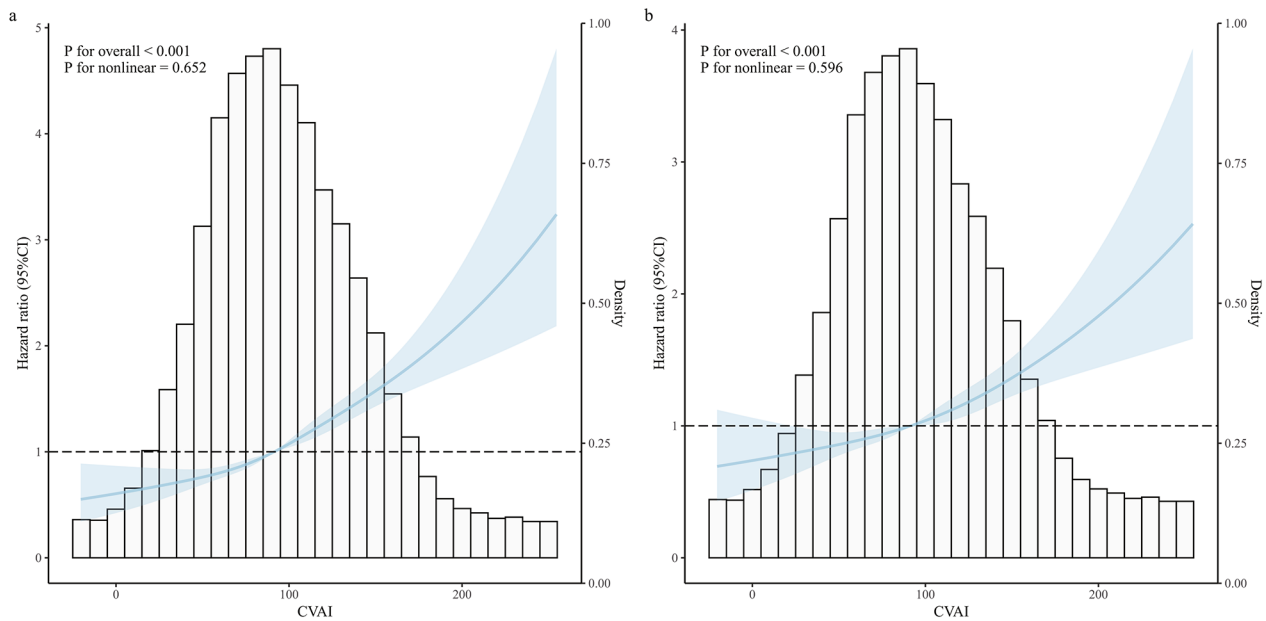 a
P for overall < 0.001
P for nonlinear = 0.652
Hazard ratio (95%CI)
5
4
3
2
1
0
0
100
200
CVAI
1.00
0.75
0.50
0.25
0.00
Density
b
P for overall < 0.001
P for nonlinear = 0.596
Hazard ratio (95%CI)
4
3
2
1
0
0
100
200
CVAI
1.00
0.75
0.50
0.25
0.00
Density